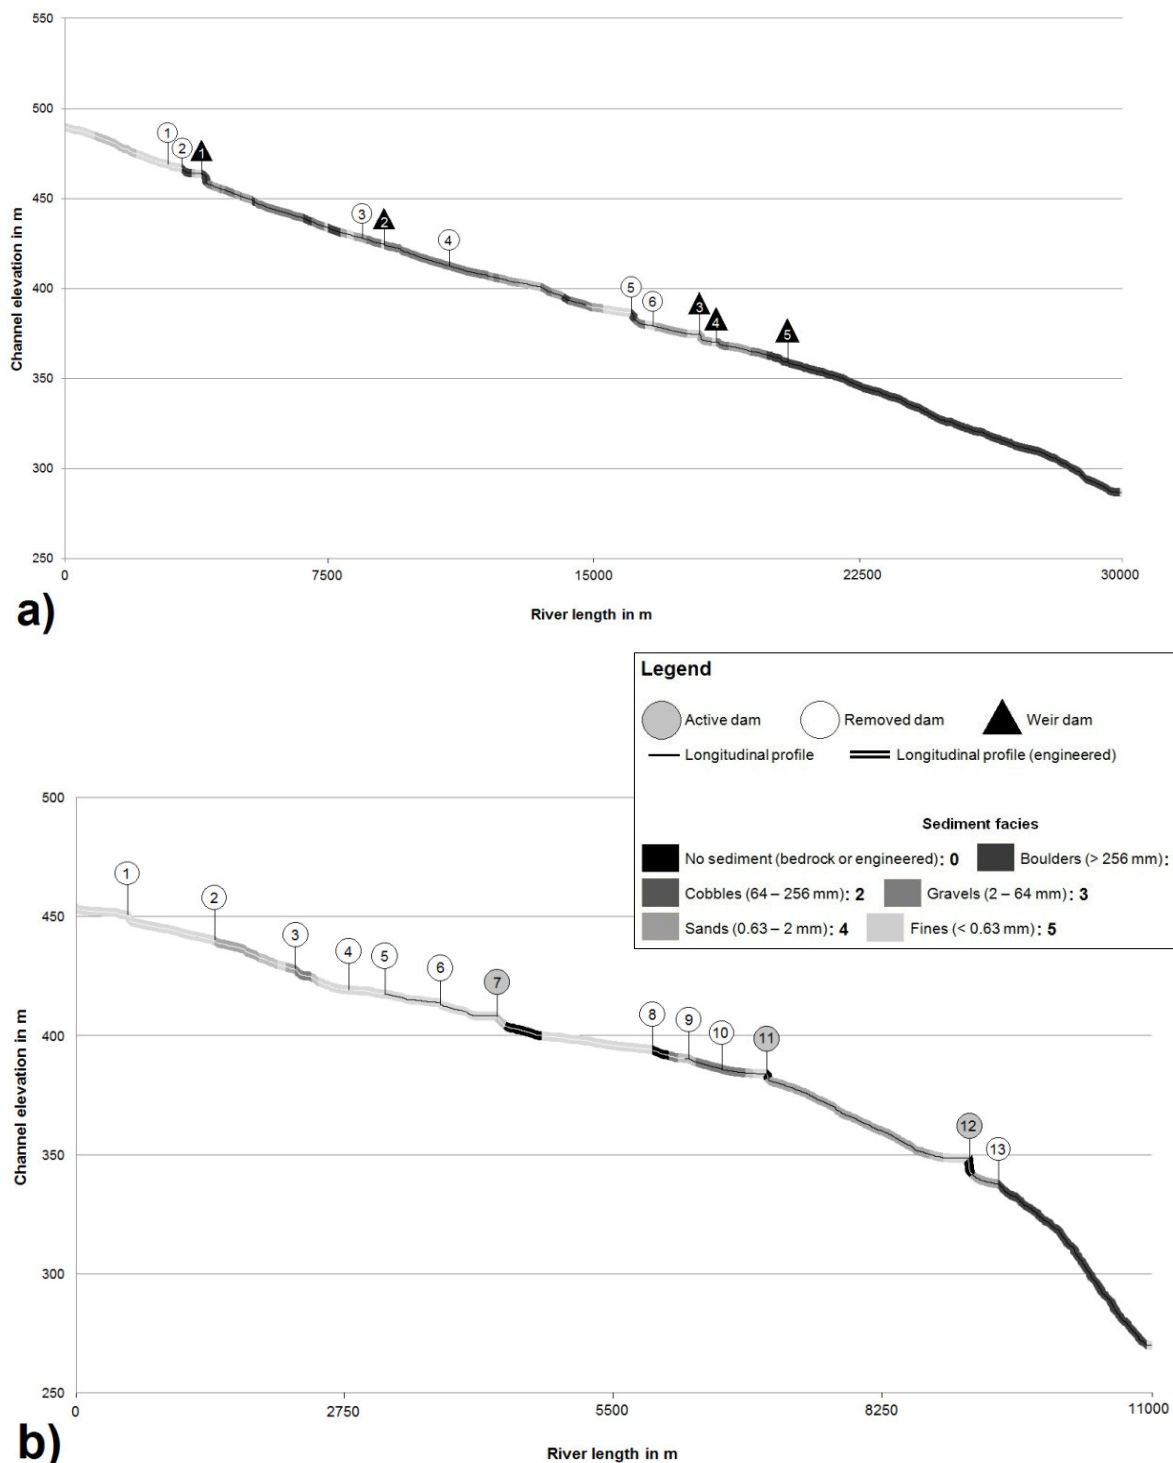 550
500
1
2
1
450
3
2
4
400
5
6
3
4
5
350
300
250
0
7500
15000
22500
30000
Channel elevation in m
River length in m
a)
Legend
Active dam
Removed dam
Weir dam
Longitudinal profile
Longitudinal profile (engineered)
Sediment facies
No sediment (bedrock or engineered): 0
Boulders (> 256 mm):
Cobbles (64 – 256 mm): 2
Gravels (2 – 64 mm): 3
Sands (0.63 – 2 mm): 4
Fines (< 0.63 mm): 5
500
1
2
450
3
4
5
6
7
400
8
9
10
11
12
13
350
300
250
0
2750
5500
8250
11000
Channel elevation in m
River length in m
b)